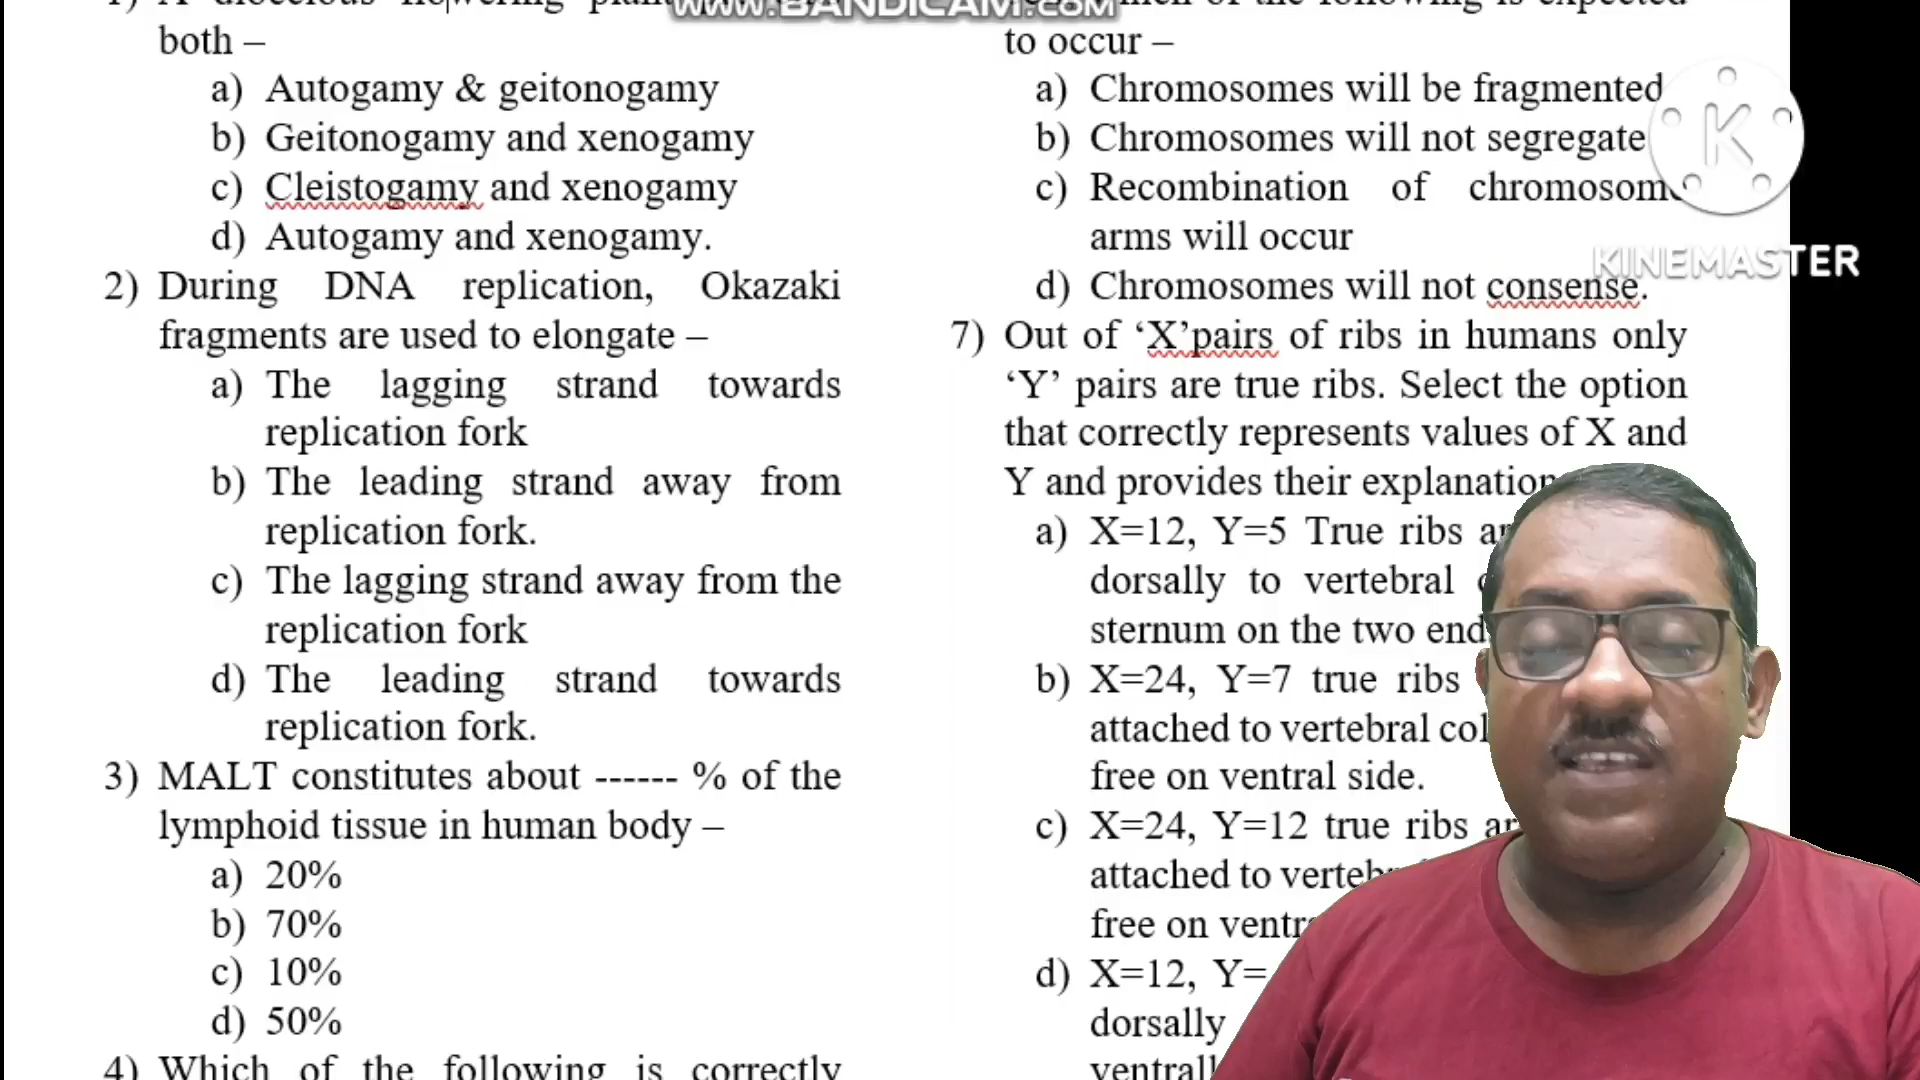 both –
a) Autogamy & geitonogamy
b) Geitonogamy and xenogamy
c) Cleistogamy and xenogamy
d) Autogamy and xenogamy.
2) During DNA replication, Okazaki
fragments are used to elongate –
a) The lagging strand towards
replication fork
b) The leading strand away from
replication fork.
c) The lagging strand away from the
replication fork
d) The leading strand towards
replication fork.
3) MALT constitutes about ------ % of the
lymphoid tissue in human body –
a) 20%
b) 70%
c) 10%
d) 50%
4) Which of the following is correctly
www.BANDICAM.COM
of the following is expected
to occur –
a) Chromosomes will be fragmented
b) Chromosomes will not segregate
c) Recombination of chromosome
arms will occur
d) Chromosomes will not consense.
7) Out of ‘X’pairs of ribs in humans only
‘Y’ pairs are true ribs. Select the option
that correctly represents values of X and
Y and provides their explanation
a) X=12, Y=5 True ribs
dorsally to vertebral
sternum on the two
b) X=24, Y=7 true ribs
attached to vertebral
free on ventral side.
c) X=24, Y=12 true ribs
attached to
free on
d) X=12, Y=
dorsally
K
KINEMASTER